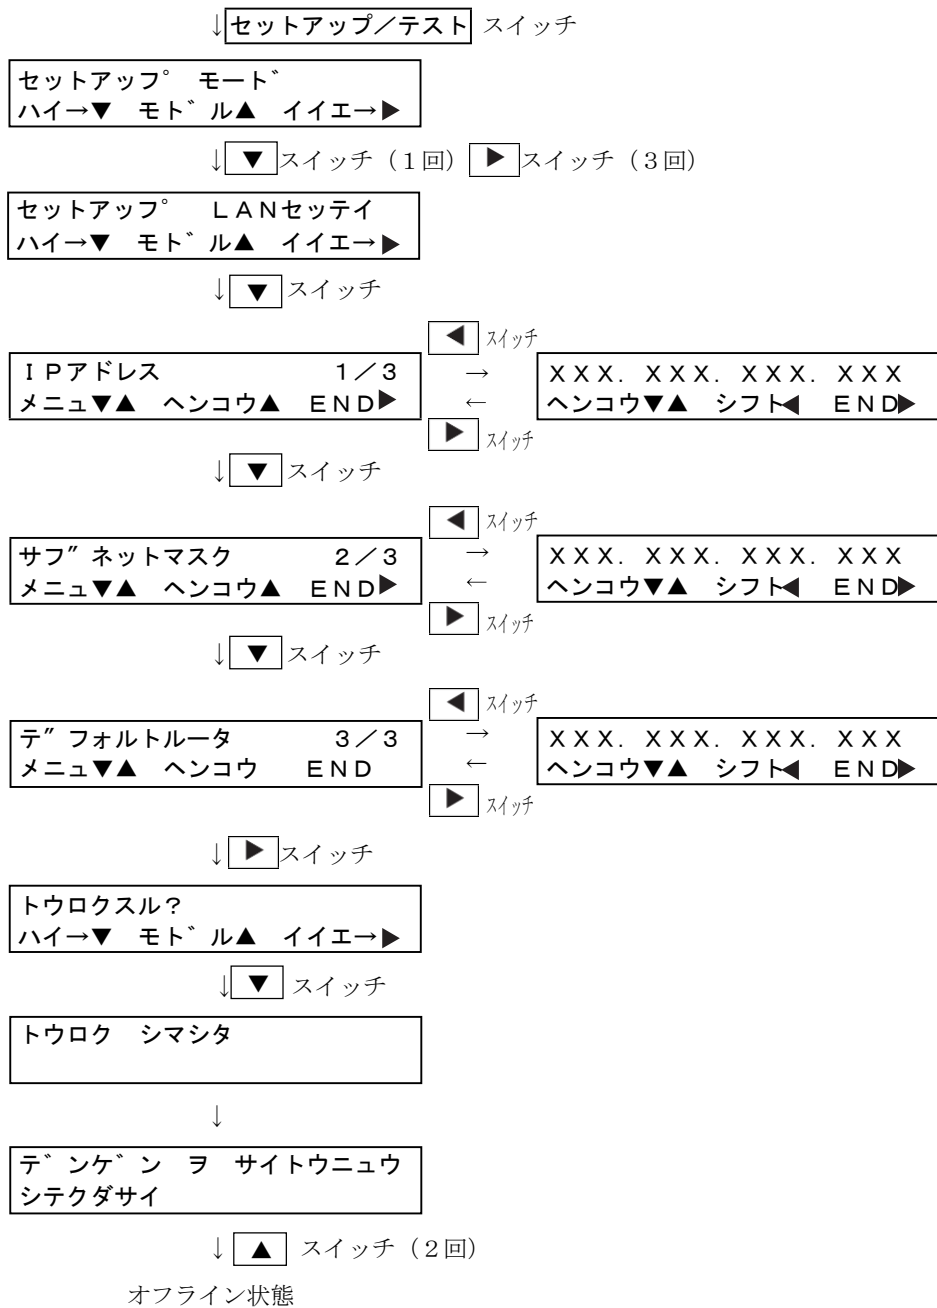 ↓セットアップ／テスト スイッチ
セットアップ゜ モート゛
ハイ→▼ モト゛ル▲ イイエ→▶
↓▼スイッチ（１回）▶スイッチ（３回）
セットアップ゜ ＬＡＮセッテイ
ハイ→▼ モト゛ル▲ イイエ→▶
↓▼スイッチ
◀スイッチ
ＩＰアドレス １／３ → ＸＸＸ．ＸＸＸ．ＸＸＸ．ＸＸＸ
メニュ▼▲ ヘンコウ▲ ＥＮＤ▶ ← ヘンコウ▼▲ シフト◀ ＥＮＤ▶
▶スイッチ
↓▼スイッチ
◀スイッチ
サフ″ネットマスク ２／３ → ＸＸＸ．ＸＸＸ．ＸＸＸ．ＸＸＸ
メニュ▼▲ ヘンコウ▲ ＥＮＤ▶ ← ヘンコウ▼▲ シフト◀ ＥＮＤ▶
▶スイッチ
↓▼スイッチ
◀スイッチ
テ″フォルトルータ ３／３ → ＸＸＸ．ＸＸＸ．ＸＸＸ．ＸＸＸ
メニュ▼▲ ヘンコウ ＥＮＤ ← ヘンコウ▼▲ シフト◀ ＥＮＤ▶
▶スイッチ
↓▶スイッチ
トウロクスル？
ハイ→▼ モト゛ル▲ イイエ→▶
↓▼スイッチ
トウロク シマシタ
↓
テ゛ンケ゛ン ヲ サイトウニュウ
シテクダサイ
↓▲ スイッチ（２回）
オフライン状態